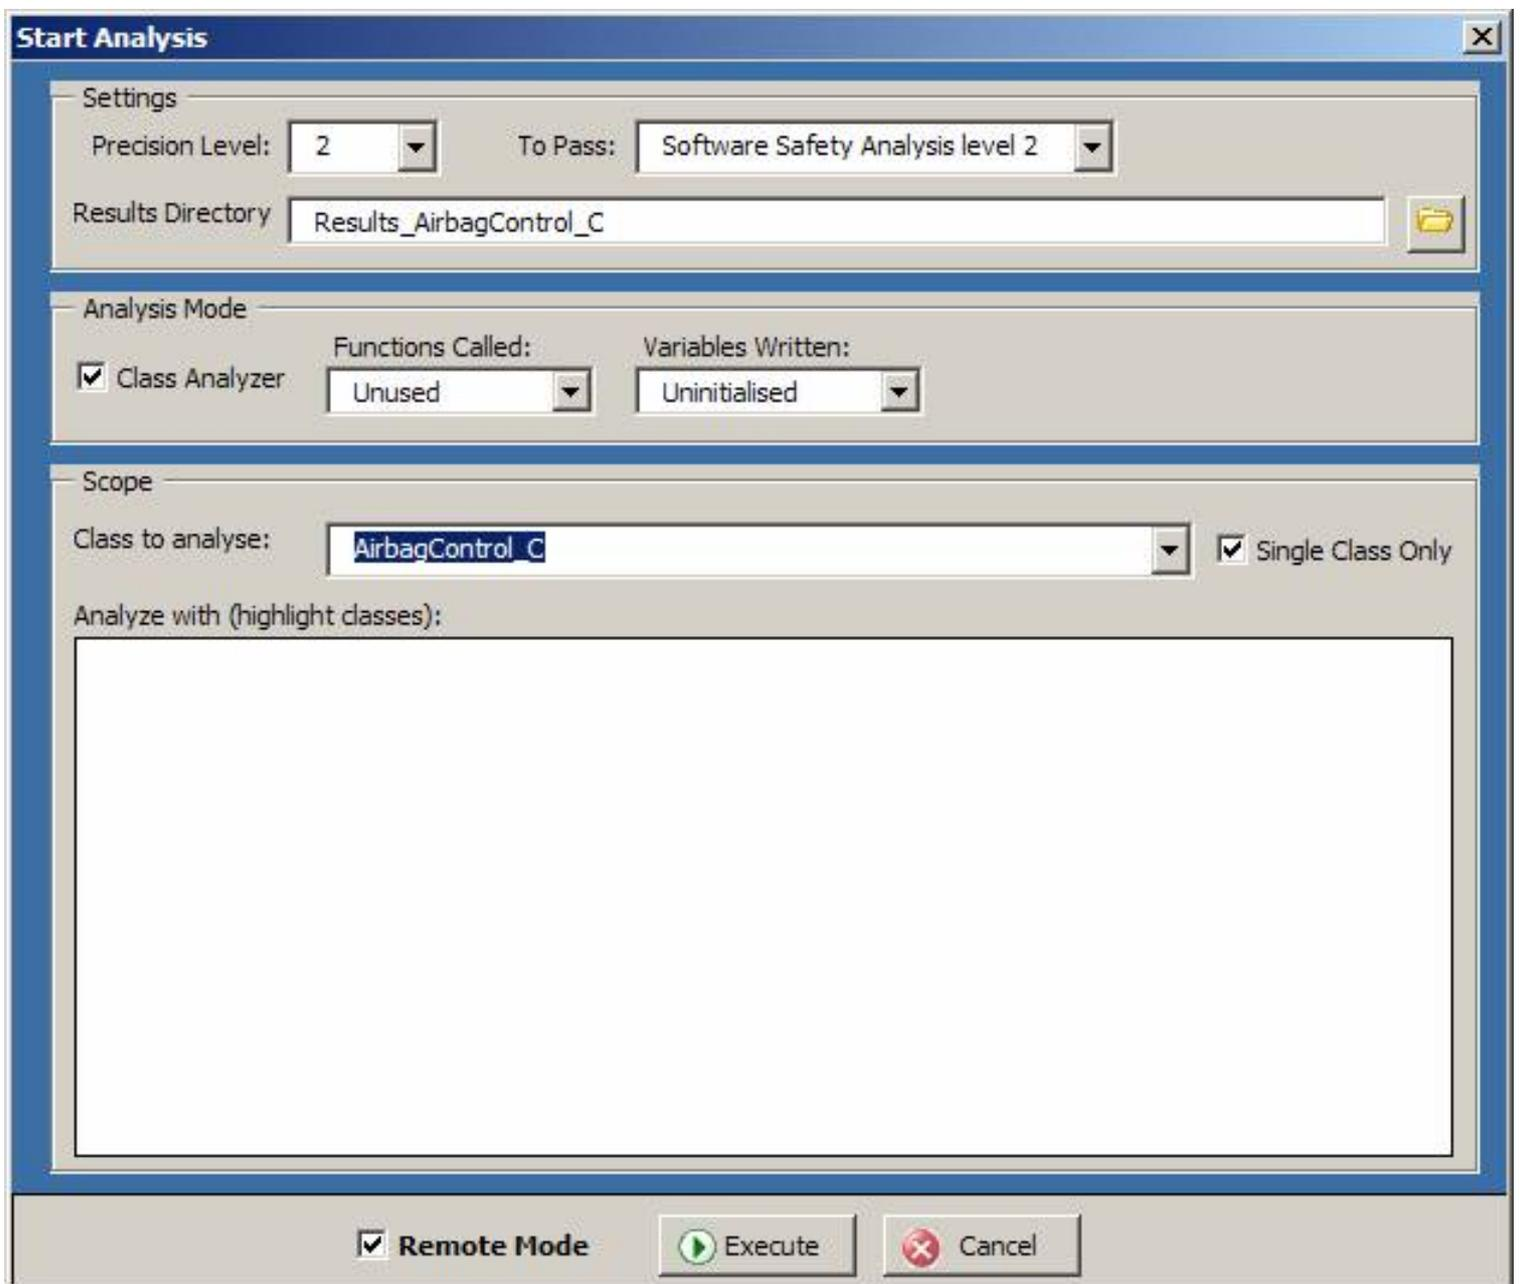 Start Analysis
Settings
Precision Level: 2 To Pass: Software Safety Analysis level 2
Results Directory Results_AirbagControl_C
Analysis Mode
Functions Called: Variables Written:
Class Analyzer Unused Uninitialised
Scope
Class to analyse: AirbagControl_C Single Class Only
Analyze with (highlight classes):
Remote Mode Execute Cancel